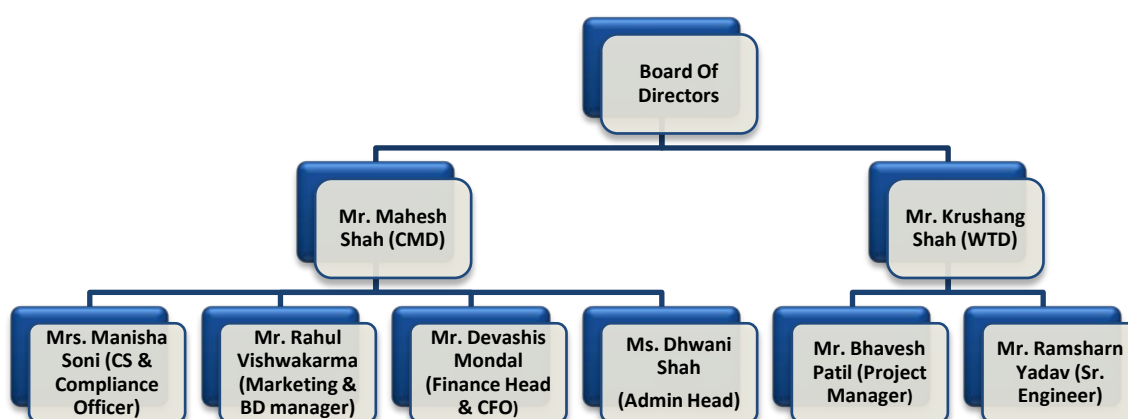 Board Of
Directors
Mr. Mahesh
Shah (CMD)
Mr. Krushang
Shah (WTD)
Mrs. Manisha
Soni (CS &
Compliance
Officer)
Mr. Rahul
Vishwakarma
(Marketing &
BD manager)
Mr. Devashis
Mondal
(Finance Head
& CFO)
Ms. Dhwani
Shah
(Admin Head)
Mr. Bhavesh
Patil (Project
Manager)
Mr. Ramsharn
Yadav (Sr.
Engineer)